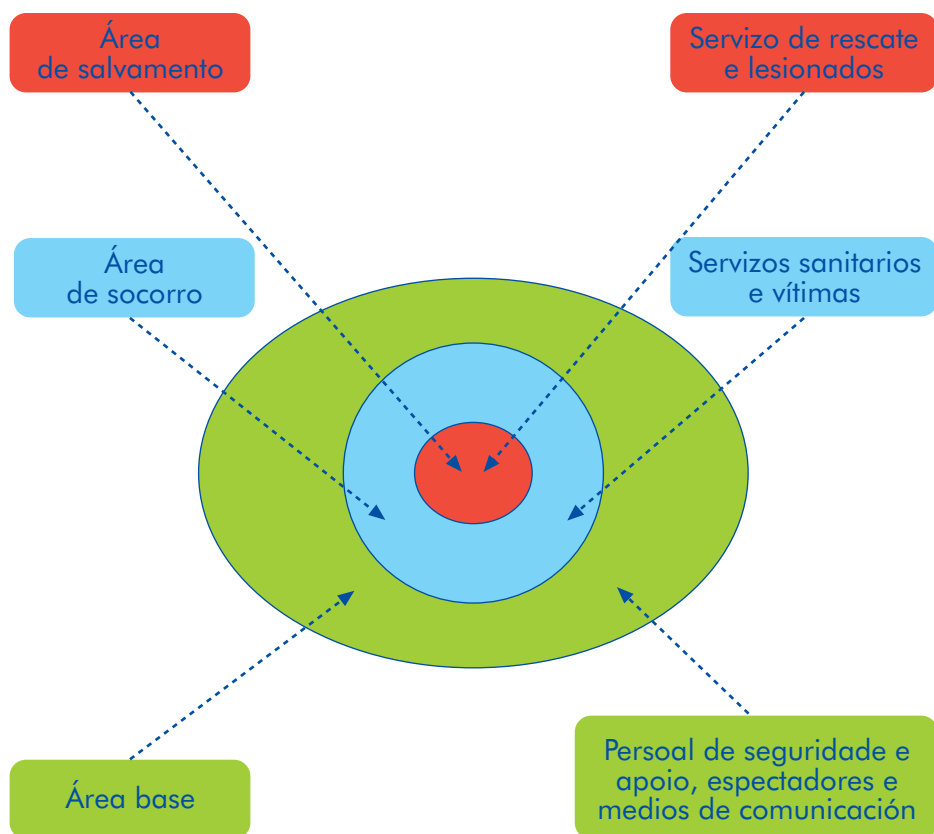 Área
de salvamento
Servizo de rescate
e lesionados
Área
de socorro
Servizos sanitarios
e vítimas
Área base
Persoal de seguridade e
apoio, espectadores e
medios de comunicación